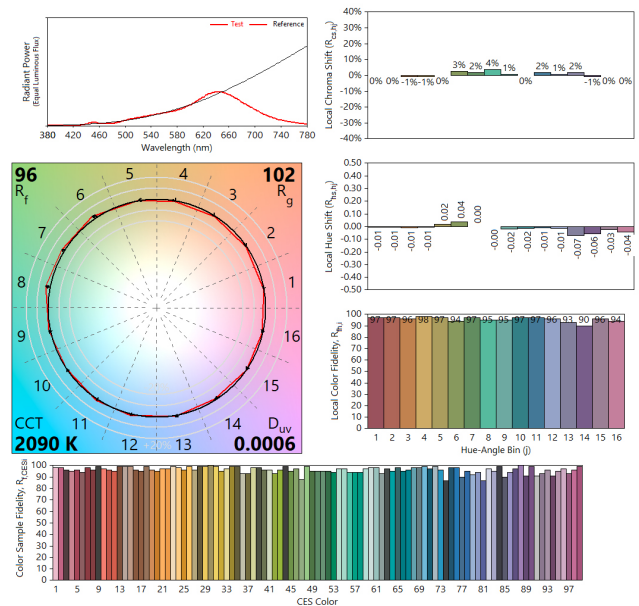 Test Reference
Radiant Power
(Equal Luminous Flux)
380 420 460 500 540 580 620 660 700 740 780
Wavelength (nm)
Local Chroma Shift (Rcs,hj)
40%
30%
20%
10%
0%
-10%
-20%
-30%
-40%
0% 0% -1% -1% 0% 3% 2% 4% 1% 0% 2% 1% 2% -1% 0% 0%
96
Rf
102
Rg
CCT
2090 K
Duv
0.0006
+20%
1
2
3
4
5
6
7
8
9
10
11
12
13
14
15
16
Local Hue Shift (Rhs,hj)
0.50
0.40
0.30
0.20
0.10
0.00
-0.10
-0.20
-0.30
-0.40
-0.50
-0.01 -0.01 -0.01 -0.01 0.02 0.04 0.00 -0.00 -0.02 -0.02 -0.01 -0.01 -0.07 -0.06 -0.03 -0.04
Local Color Fidelity, Rfh,j
100
90
80
70
60
50
40
30
20
10
0
97 97 96 98 97 94 97 95 95 97 97 96 93 90 96 94
1 2 3 4 5 6 7 8 9 10 11 12 13 14 15 16
Hue-Angle Bin (j)
Color Sample Fidelity, Rf,CESi
100
90
80
70
60
50
40
30
20
10
0
1 5 9 13 17 21 25 29 33 37 41 45 49 53 57 61 65 69 73 77 81 85 89 93 97
CES Color